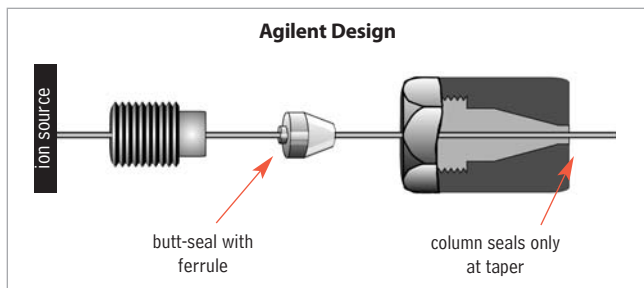 Agilent Design
ion source
butt-seal with
ferrule
column seals only
at taper